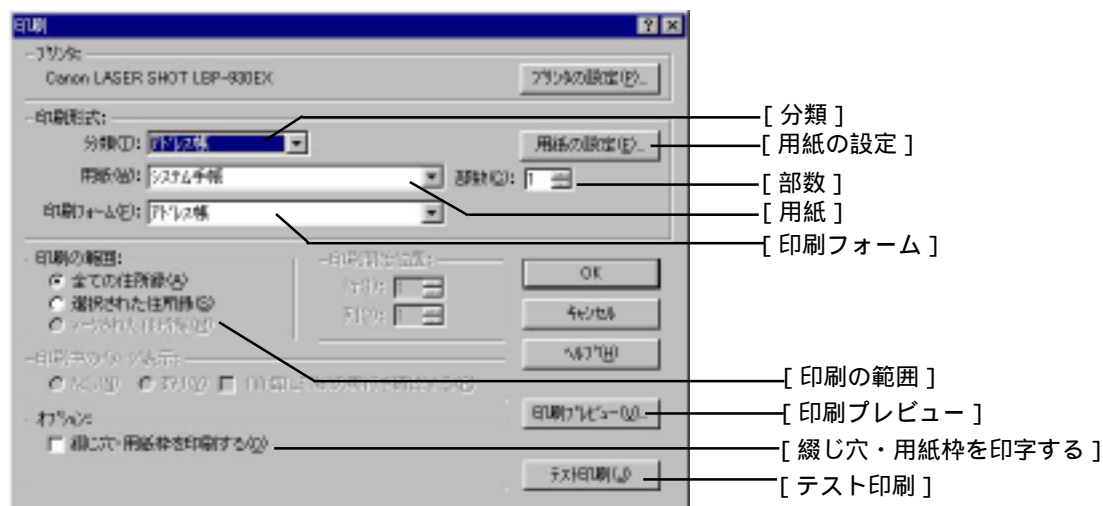 印刷
プリンタ:
Canon LASER SHOT LBP-930EX
プリンタの設定(P)...
印刷形式:
分類(T): アドレス帳
用紙の設定(E)...
用紙(W): システム手帳
部数(C): 1
印刷フォーム(F): アドレス帳
[ 分類 ]
[ 用紙の設定 ]
[ 部数 ]
[ 用紙 ]
[ 印刷フォーム ]
印刷の範囲:
全ての住所録(A)
選択された住所録(S)
印刷開始位置:
1
1
OK
キャンセル
ヘルプ(H)
オプション:
綴じ穴・用紙枠を印刷する(O)
印刷プレビュー(V)...
テスト印刷(J)
[ 印刷の範囲 ]
[ 印刷プレビュー ]
[ 綴じ穴・用紙枠を印字する ]
[ テスト印刷 ]